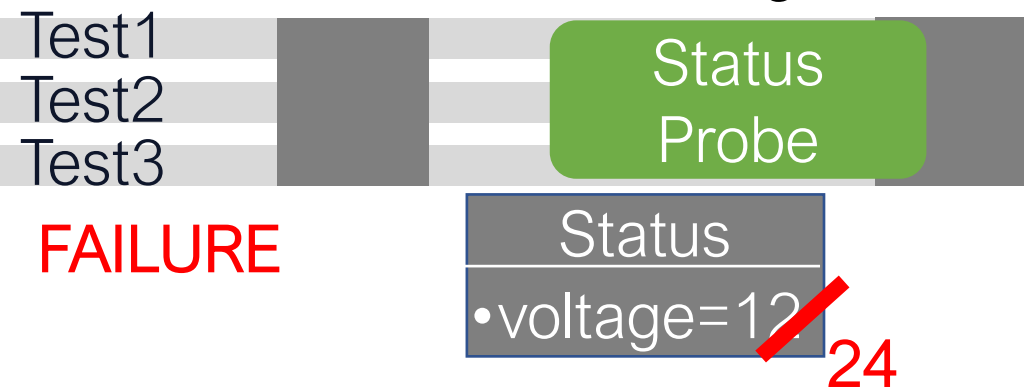 Test1
Test2
Test3
Status
Probe
FAILURE
Status
•voltage=12
24